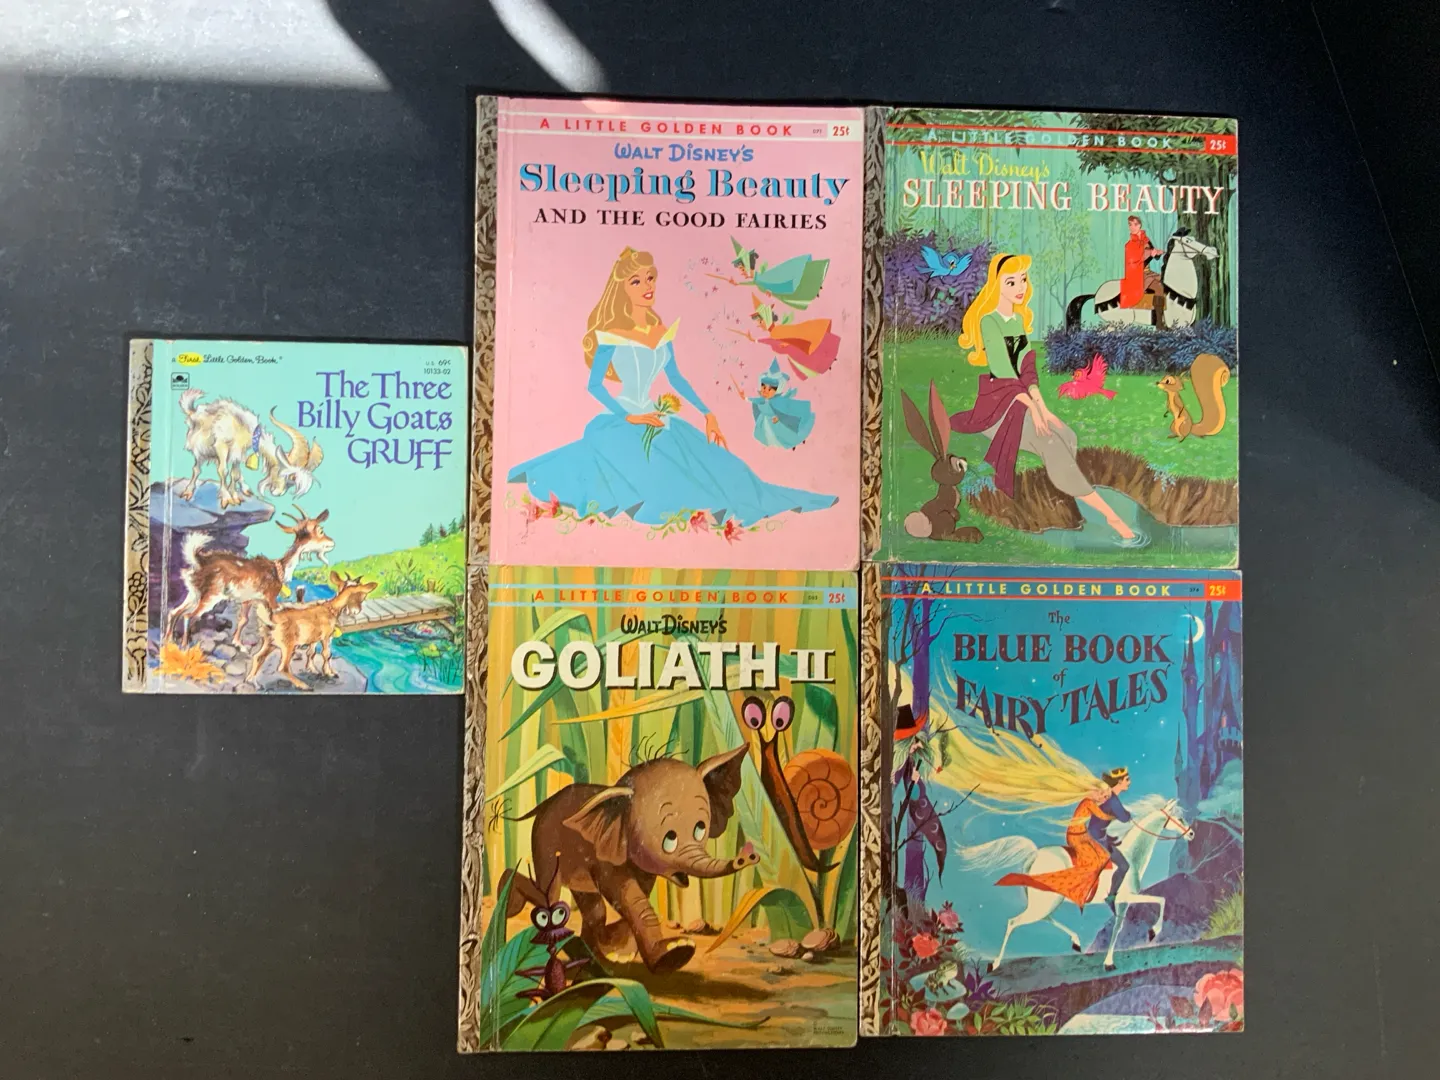 a First Little Golden Book®
U.S. 69¢
10133-02
The Three
Billy Goats
GRUFF
A LITTLE GOLDEN BOOK
25¢
WALT DISNEY'S
Sleeping Beauty
AND THE GOOD FAIRIES
A LITTLE GOLDEN BOOK
25¢
Walt Disney's
SLEEPING BEAUTY
A LITTLE GOLDEN BOOK
25¢
WALT DISNEY'S
GOLIATH II
A LITTLE GOLDEN BOOK
25¢
The
BLUE BOOK
of
FAIRY TALES